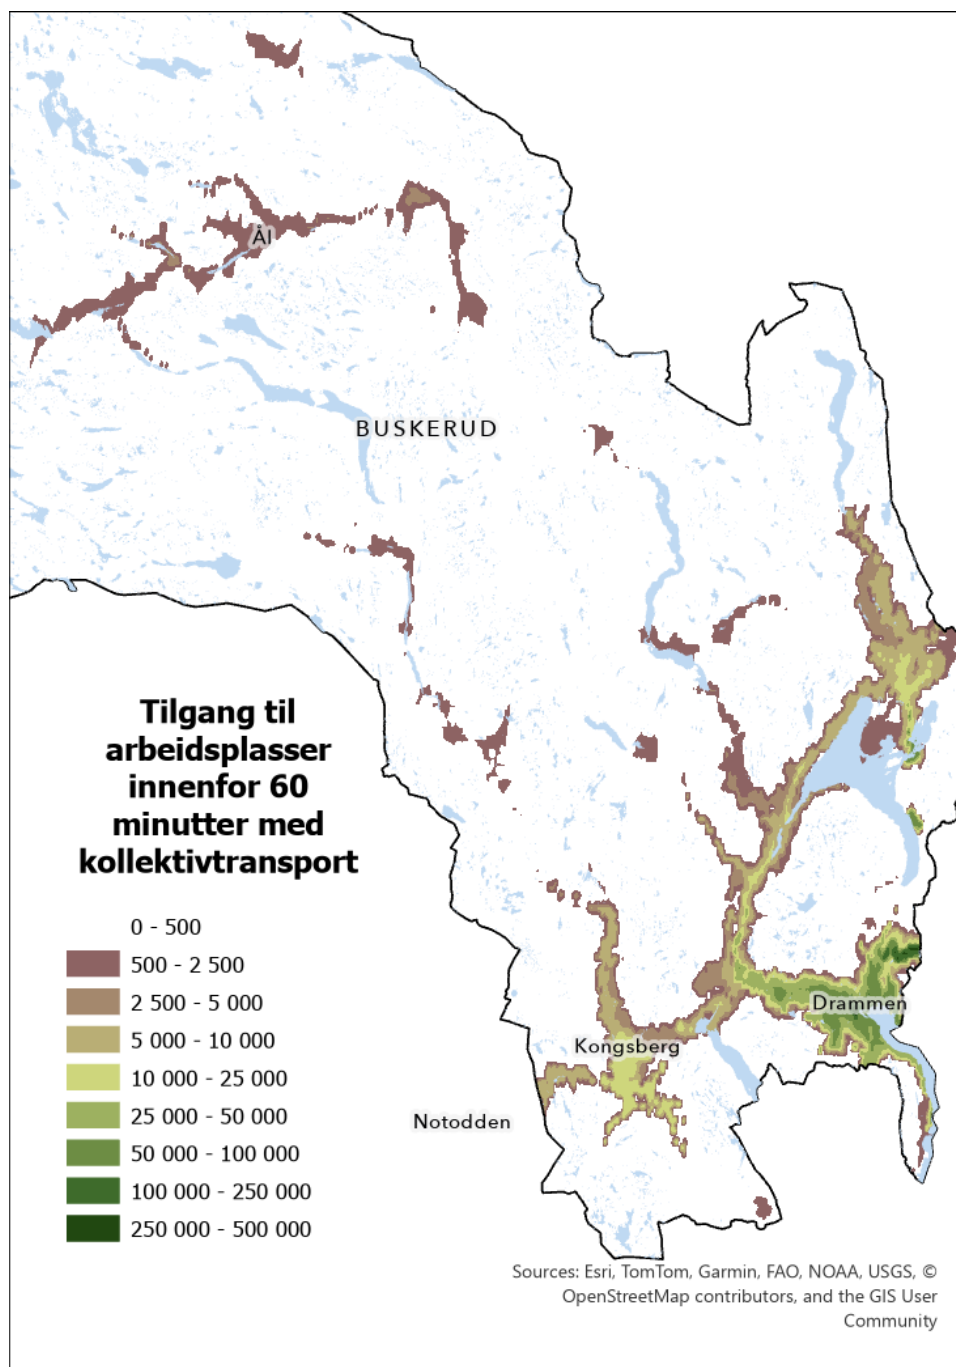 Ål
BUSKERUD
Tilgang til
arbeidsplasser
innenfor 60
minutter med
kollektivtransport
0 - 500
500 - 2 500
2 500 - 5 000
5 000 - 10 000
10 000 - 25 000
25 000 - 50 000
50 000 - 100 000
100 000 - 250 000
250 000 - 500 000
Drammen
Kongsberg
Notodden
Sources: Esri, TomTom, Garmin, FAO, NOAA, USGS, ©
OpenStreetMap contributors, and the GIS User
Community